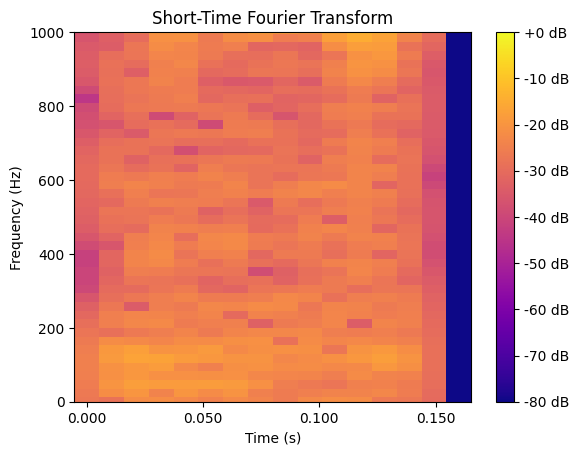 Short-Time Fourier Transform
1000
800
600
400
200
0
Frequency (Hz)
0.000
0.050
0.100
0.150
Time (s)
+0 dB
-10 dB
-20 dB
-30 dB
-40 dB
-50 dB
-60 dB
-70 dB
-80 dB